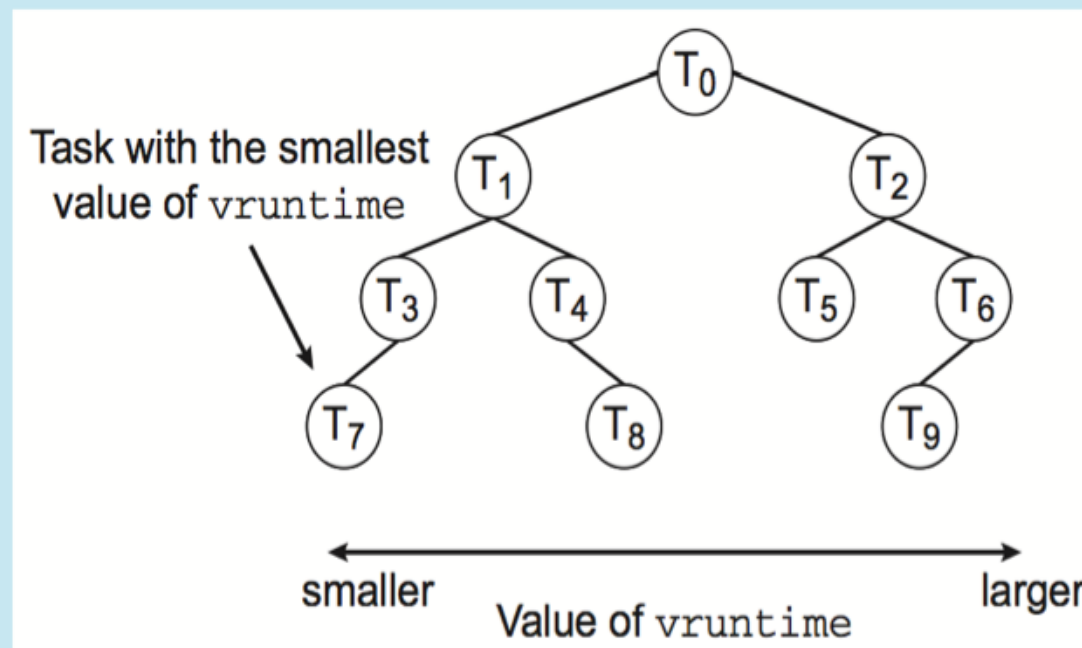 T0
Task with the smallest
value of vruntime
T1
T2
T3
T4
T5
T6
T7
T8
T9
smaller
larger
Value of vruntime